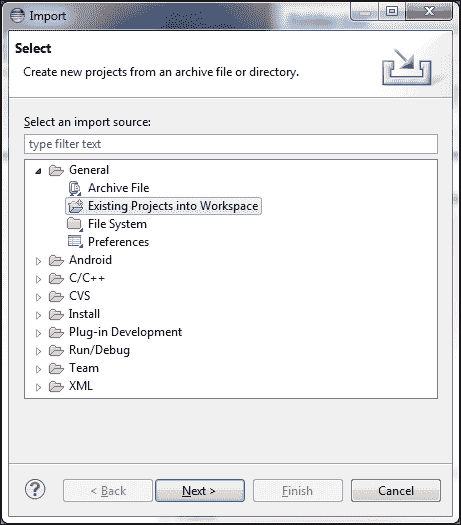 Import
Select
Create new projects from an archive file or directory.
Select an import source:
type filter text
General
Archive File
Existing Projects into Workspace
File System
Preferences
Android
C/C++
CVS
Install
Plug-in Development
Run/Debug
Team
XML
? < Back Next > Finish Cancel